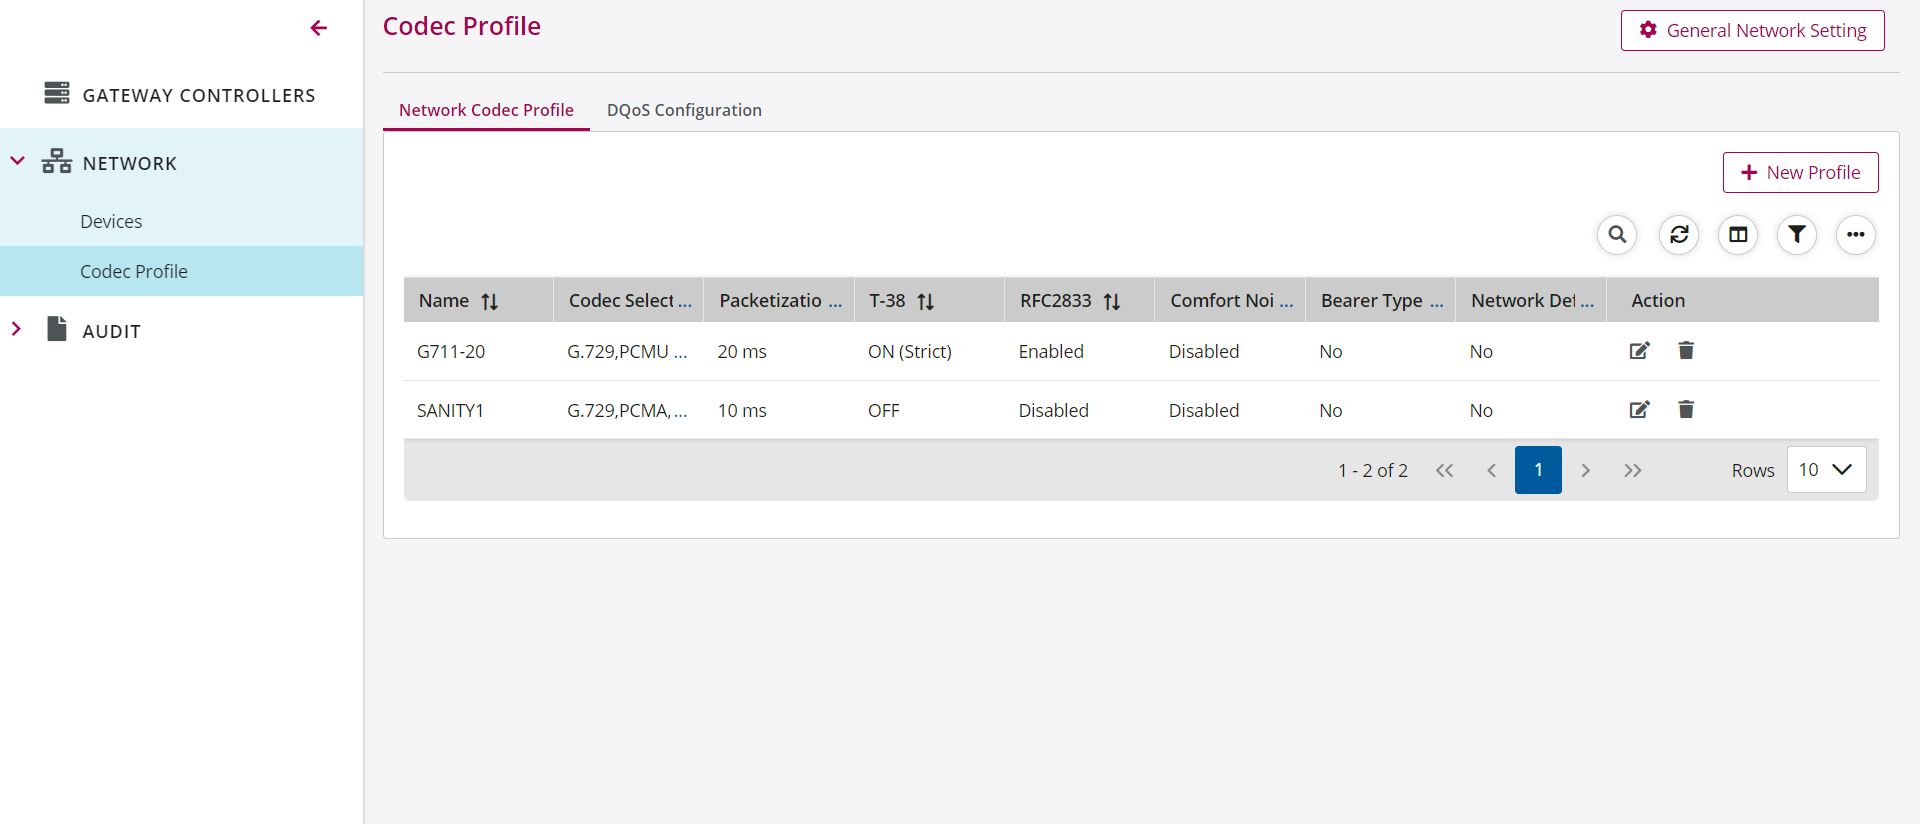 Codec Profile
General Network Setting
GATEWAY CONTROLLERS
NETWORK
Devices
Codec Profile
AUDIT
Network Codec Profile DQoS Configuration
New Profile
Name Codec Select ... Packetizatio ... T-38 RFC2833 Comfort Noi ... Bearer Type ... Network Def ... Action
G711-20 G.729,PCMU, ... 20 ms ON (Strict) Enabled Disabled No No
SANITY1 G.729,PCMA, ... 10 ms OFF Disabled Disabled No No
1 - 2 of 2 1 Rows 10